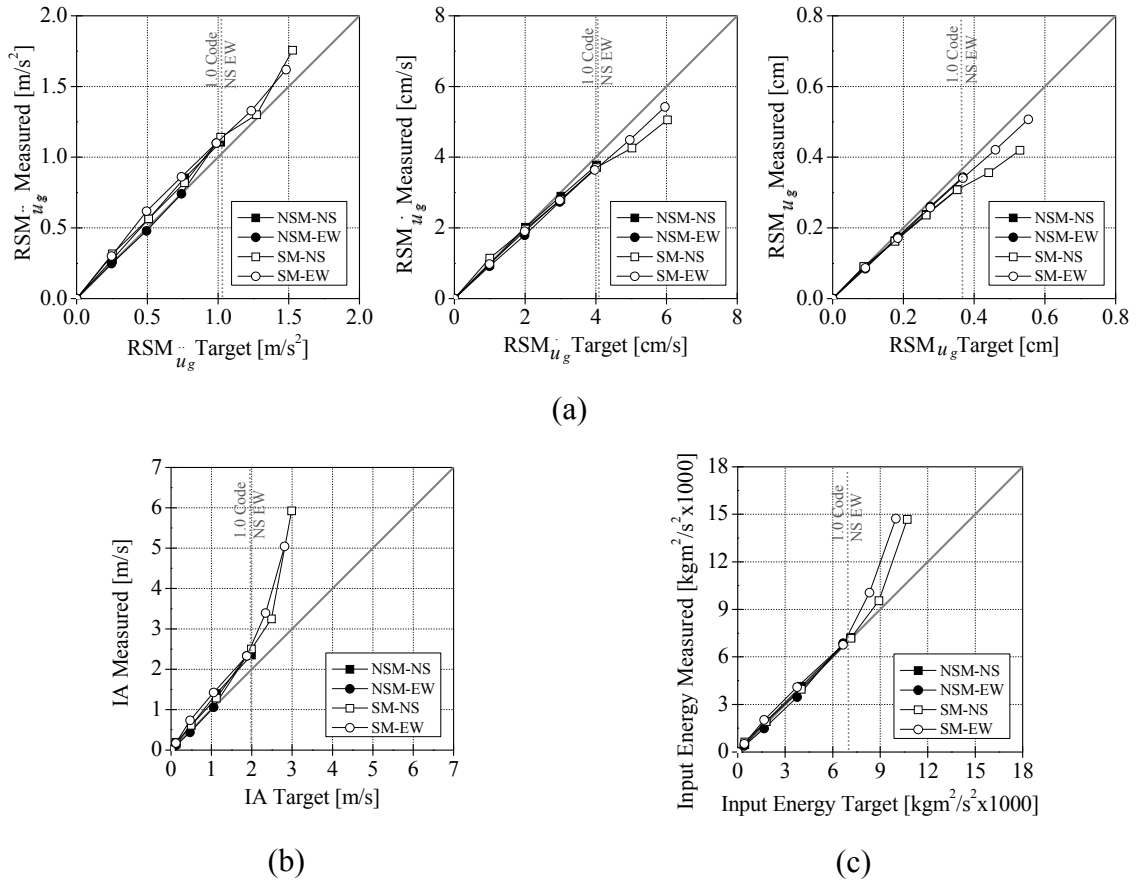 2.0
1.5
1.0
0.5
0.0
0.0 0.5 1.0 1.5 2.0
RSM üg Measured [m/s²]
RSM üg Target [m/s²]
1.0 Code
NS EW
NSM-NS
NSM-EW
SM-NS
SM-EW
8
6
4
2
0
0 2 4 6 8
RSM u̇g Measured [cm/s]
RSM u̇g Target [cm/s]
1.0 Code
NS EW
NSM-NS
NSM-EW
SM-NS
SM-EW
0.8
0.6
0.4
0.2
0.0
0.0 0.2 0.4 0.6 0.8
RSM ug Measured [cm]
RSM ug Target [cm]
1.0 Code
NS EW
NSM-NS
NSM-EW
SM-NS
SM-EW
(a)
7
6
5
4
3
2
1
0
0 1 2 3 4 5 6 7
IA Measured [m/s]
IA Target [m/s]
1.0 Code
NS EW
NSM-NS
NSM-EW
SM-NS
SM-EW
(b)
18
15
12
9
6
3
0
0 3 6 9 12 15 18
Input Energy Measured [kgm²/s²x1000]
Input Energy Target [kgm²/s²x1000]
1.0 Code
NS EW
NSM-NS
NSM-EW
SM-NS
SM-EW
(c)